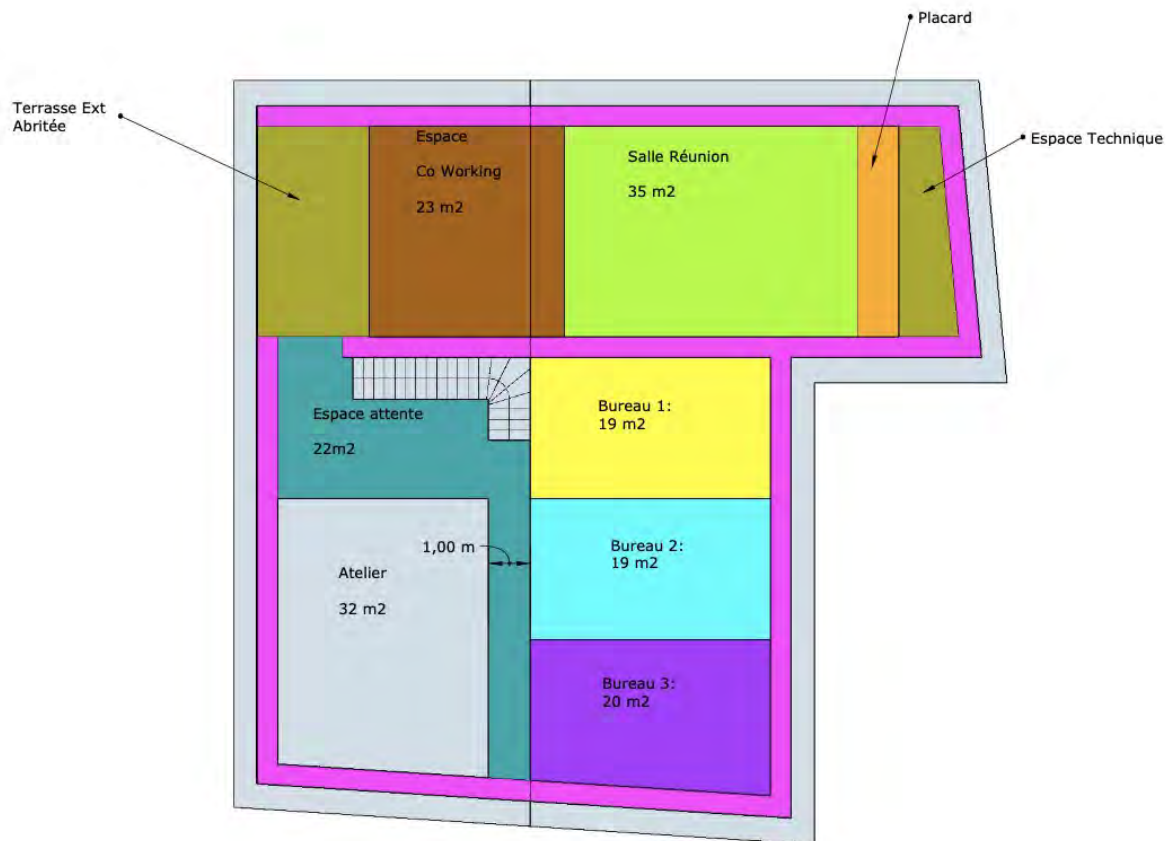 Placard
Terrasse Ext
Abritée
Espace
Co Working
23 m2
Salle Réunion
35 m2
Espace Technique
Espace attente
22m2
Bureau 1:
19 m2
1,00 m
Bureau 2:
19 m2
Atelier
32 m2
Bureau 3:
20 m2